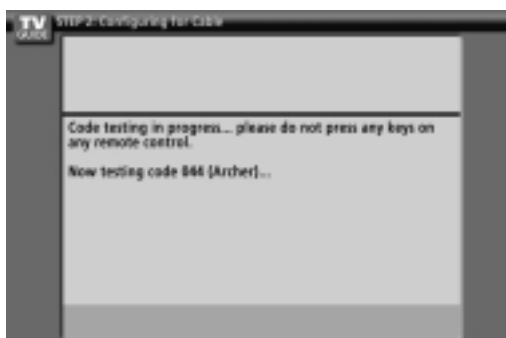 TV
GUIDE
STEP 2: Configuring for Cable
Code testing in progress... please do not press any keys on
any remote control.
Now testing code 044 (Archer)...